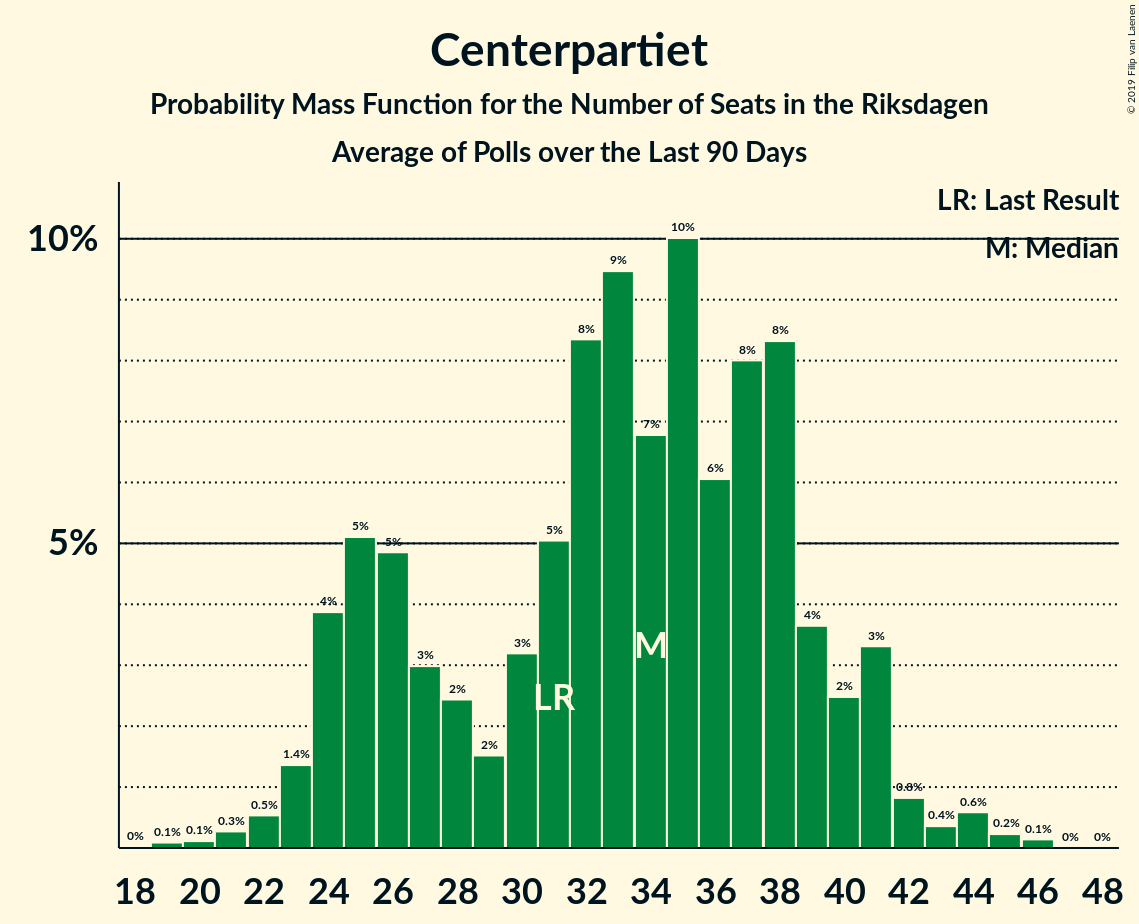 Centerpartiet
Probability Mass Function for the Number of Seats in the Riksdagen
Average of Polls over the Last 90 Days
© 2019 Filip van Laenen
LR: Last Result
M: Median
10%
5%
0% 0.1% 0.1% 0.3% 0.5% 1.4% 4% 5% 5% 3% 2% 2% 3% 5% 8% 9% 7% 10% 6% 8% 8% 4% 2% 3% 0.8% 0.4% 0.6% 0.2% 0.1% 0% 0%
M
LR
18 20 22 24 26 28 30 32 34 36 38 40 42 44 46 48